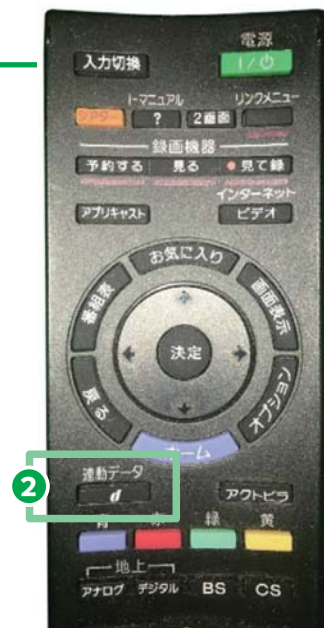 電源
入力切換
I/⏻
i-マニュアル リンクメニュー
シアター ? 2画面
録画機器
予約する 見る ●見て録
インターネット
アプリキャスト ビデオ
お気に入り
番組表 画面表示
決定
戻る オプション
ホーム
2
連動データ
d アクトビラ
青 赤 緑 黄
地上
アナログ デジタル BS CS